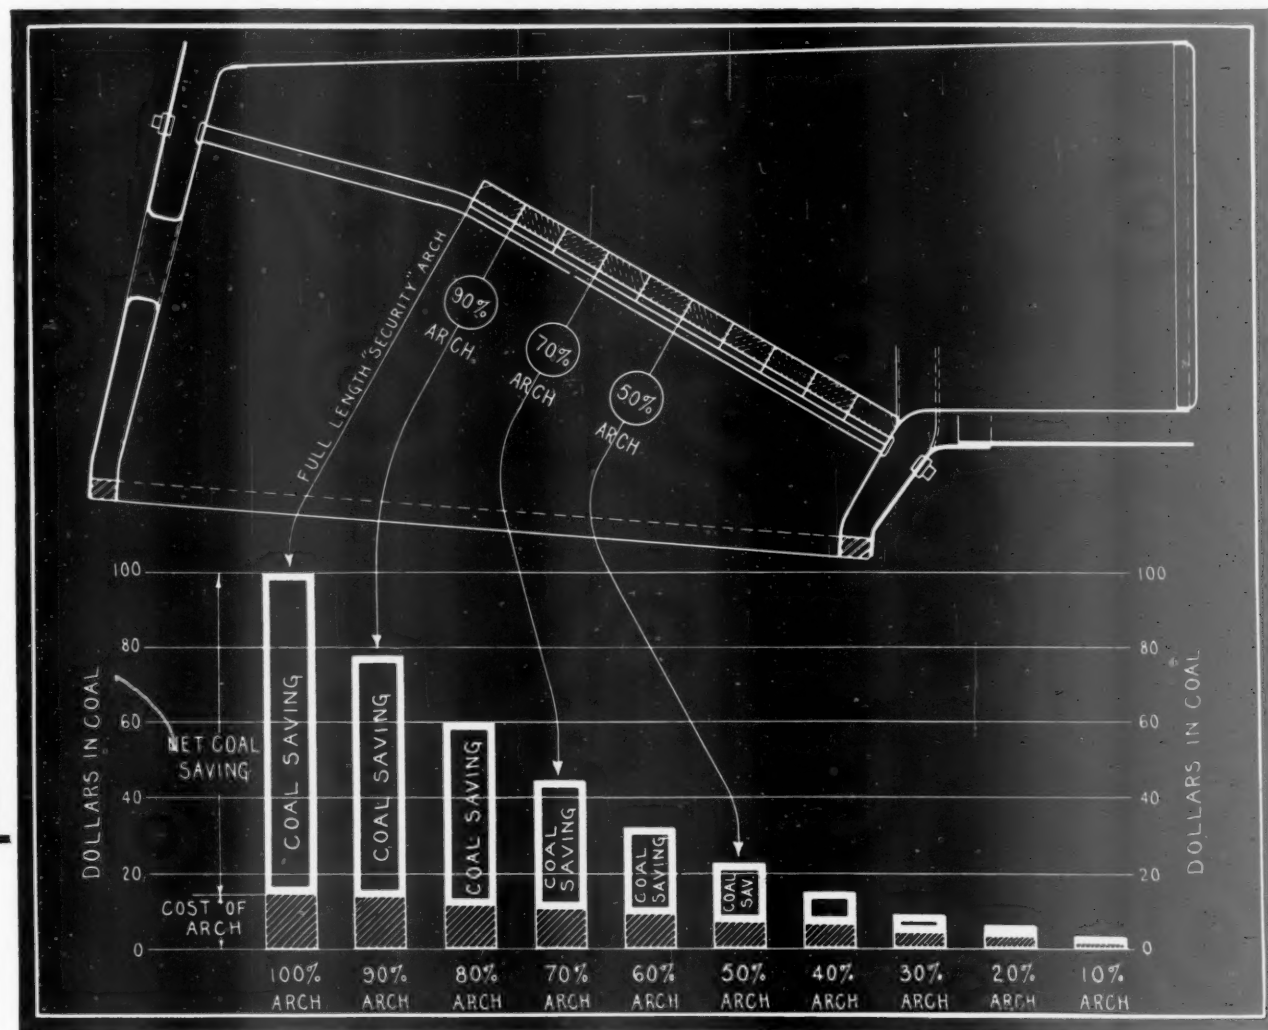 FULL LENGTH "SECURITY" ARCH
90%
ARCH
70%
ARCH
50%
ARCH
100
80
60
40
20
0
DOLLARS IN COAL
NET COAL
SAVING
COST OF
ARCH
COAL SAVING
COAL SAVING
COAL SAVING
COAL
SAVING
COAL
SAVING
COAL
SAV.
100
80
60
40
20
0
DOLLARS IN COAL
100%
ARCH
90%
ARCH
80%
ARCH
70%
ARCH
60%
ARCH
50%
ARCH
40%
ARCH
30%
ARCH
20%
ARCH
10%
ARCH